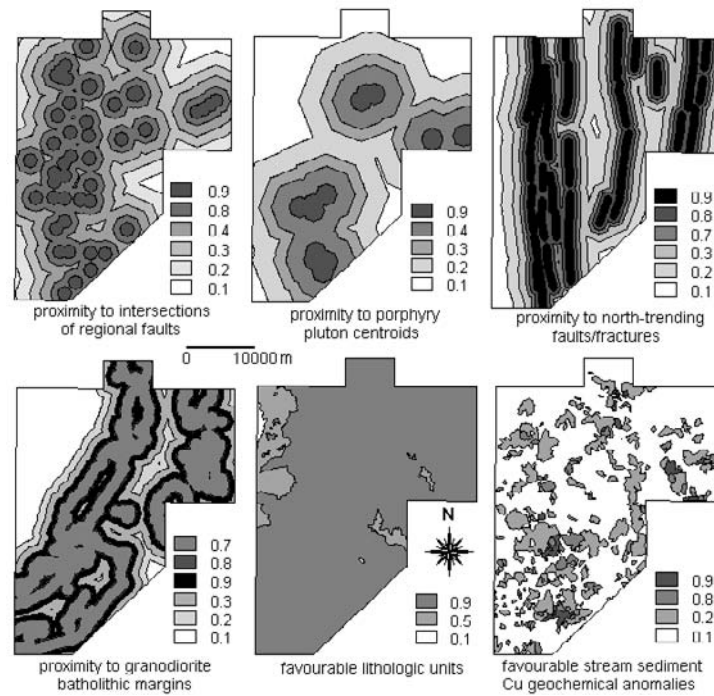 0.9
0.8
0.4
0.3
0.2
0.1
proximity to intersections
of regional faults
0.9
0.4
0.3
0.2
0.1
proximity to porphyry
pluton centroids
0.9
0.8
0.7
0.3
0.2
0.1
proximity to north-trending
faults/fractures
0 10000 m
0.7
0.8
0.9
0.3
0.2
0.1
proximity to granodiorite
batholithic margins
N
0.9
0.5
0.1
favourable lithologic units
0.9
0.8
0.2
0.1
favourable stream sediment
Cu geochemical anomalies